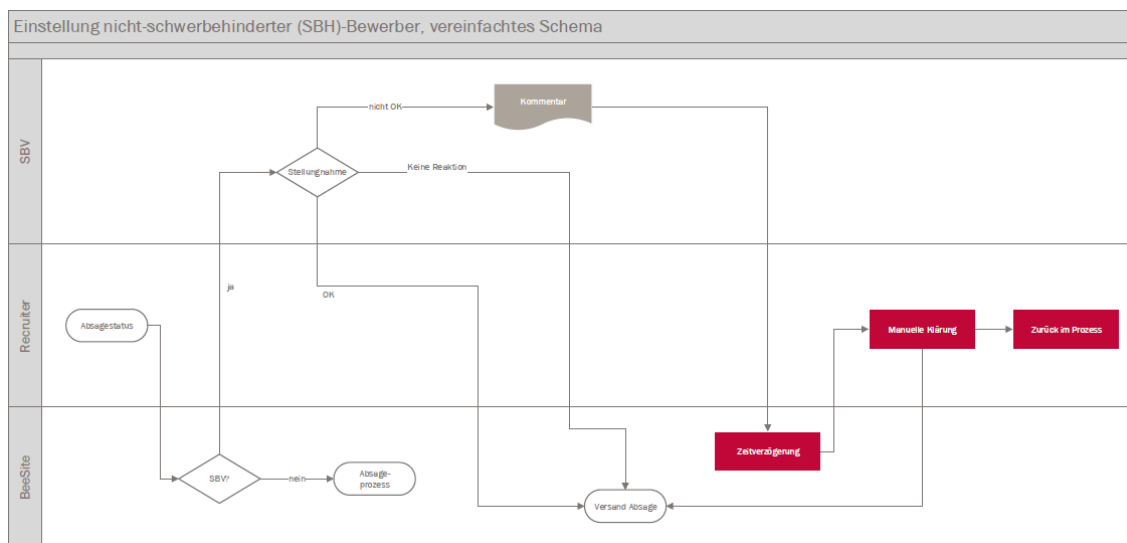 Einstellung nicht-schwerbehinderter (SBH)-Bewerber, vereinfachtes Schema
SBV
nicht OK
Kommentar
Stellungnahme
Keine Reaktion
Recruiter
ja
OK
Absagestatus
Manuelle Klärung
Zurück im Prozess
BeeSite
SBV?
nein
Absage-
prozess
Zeitverzögerung
Versand Absage